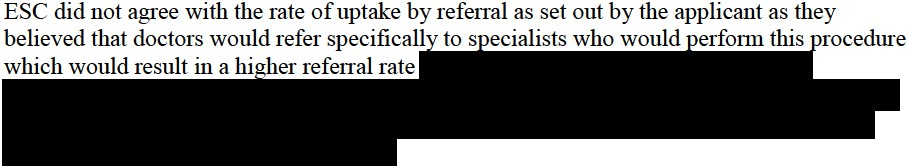 ESC did not agree with the rate of uptake by referral as set out by the applicant as they
believed that doctors would refer specifically to specialists who would perform this procedure
which would result in a higher referral rate